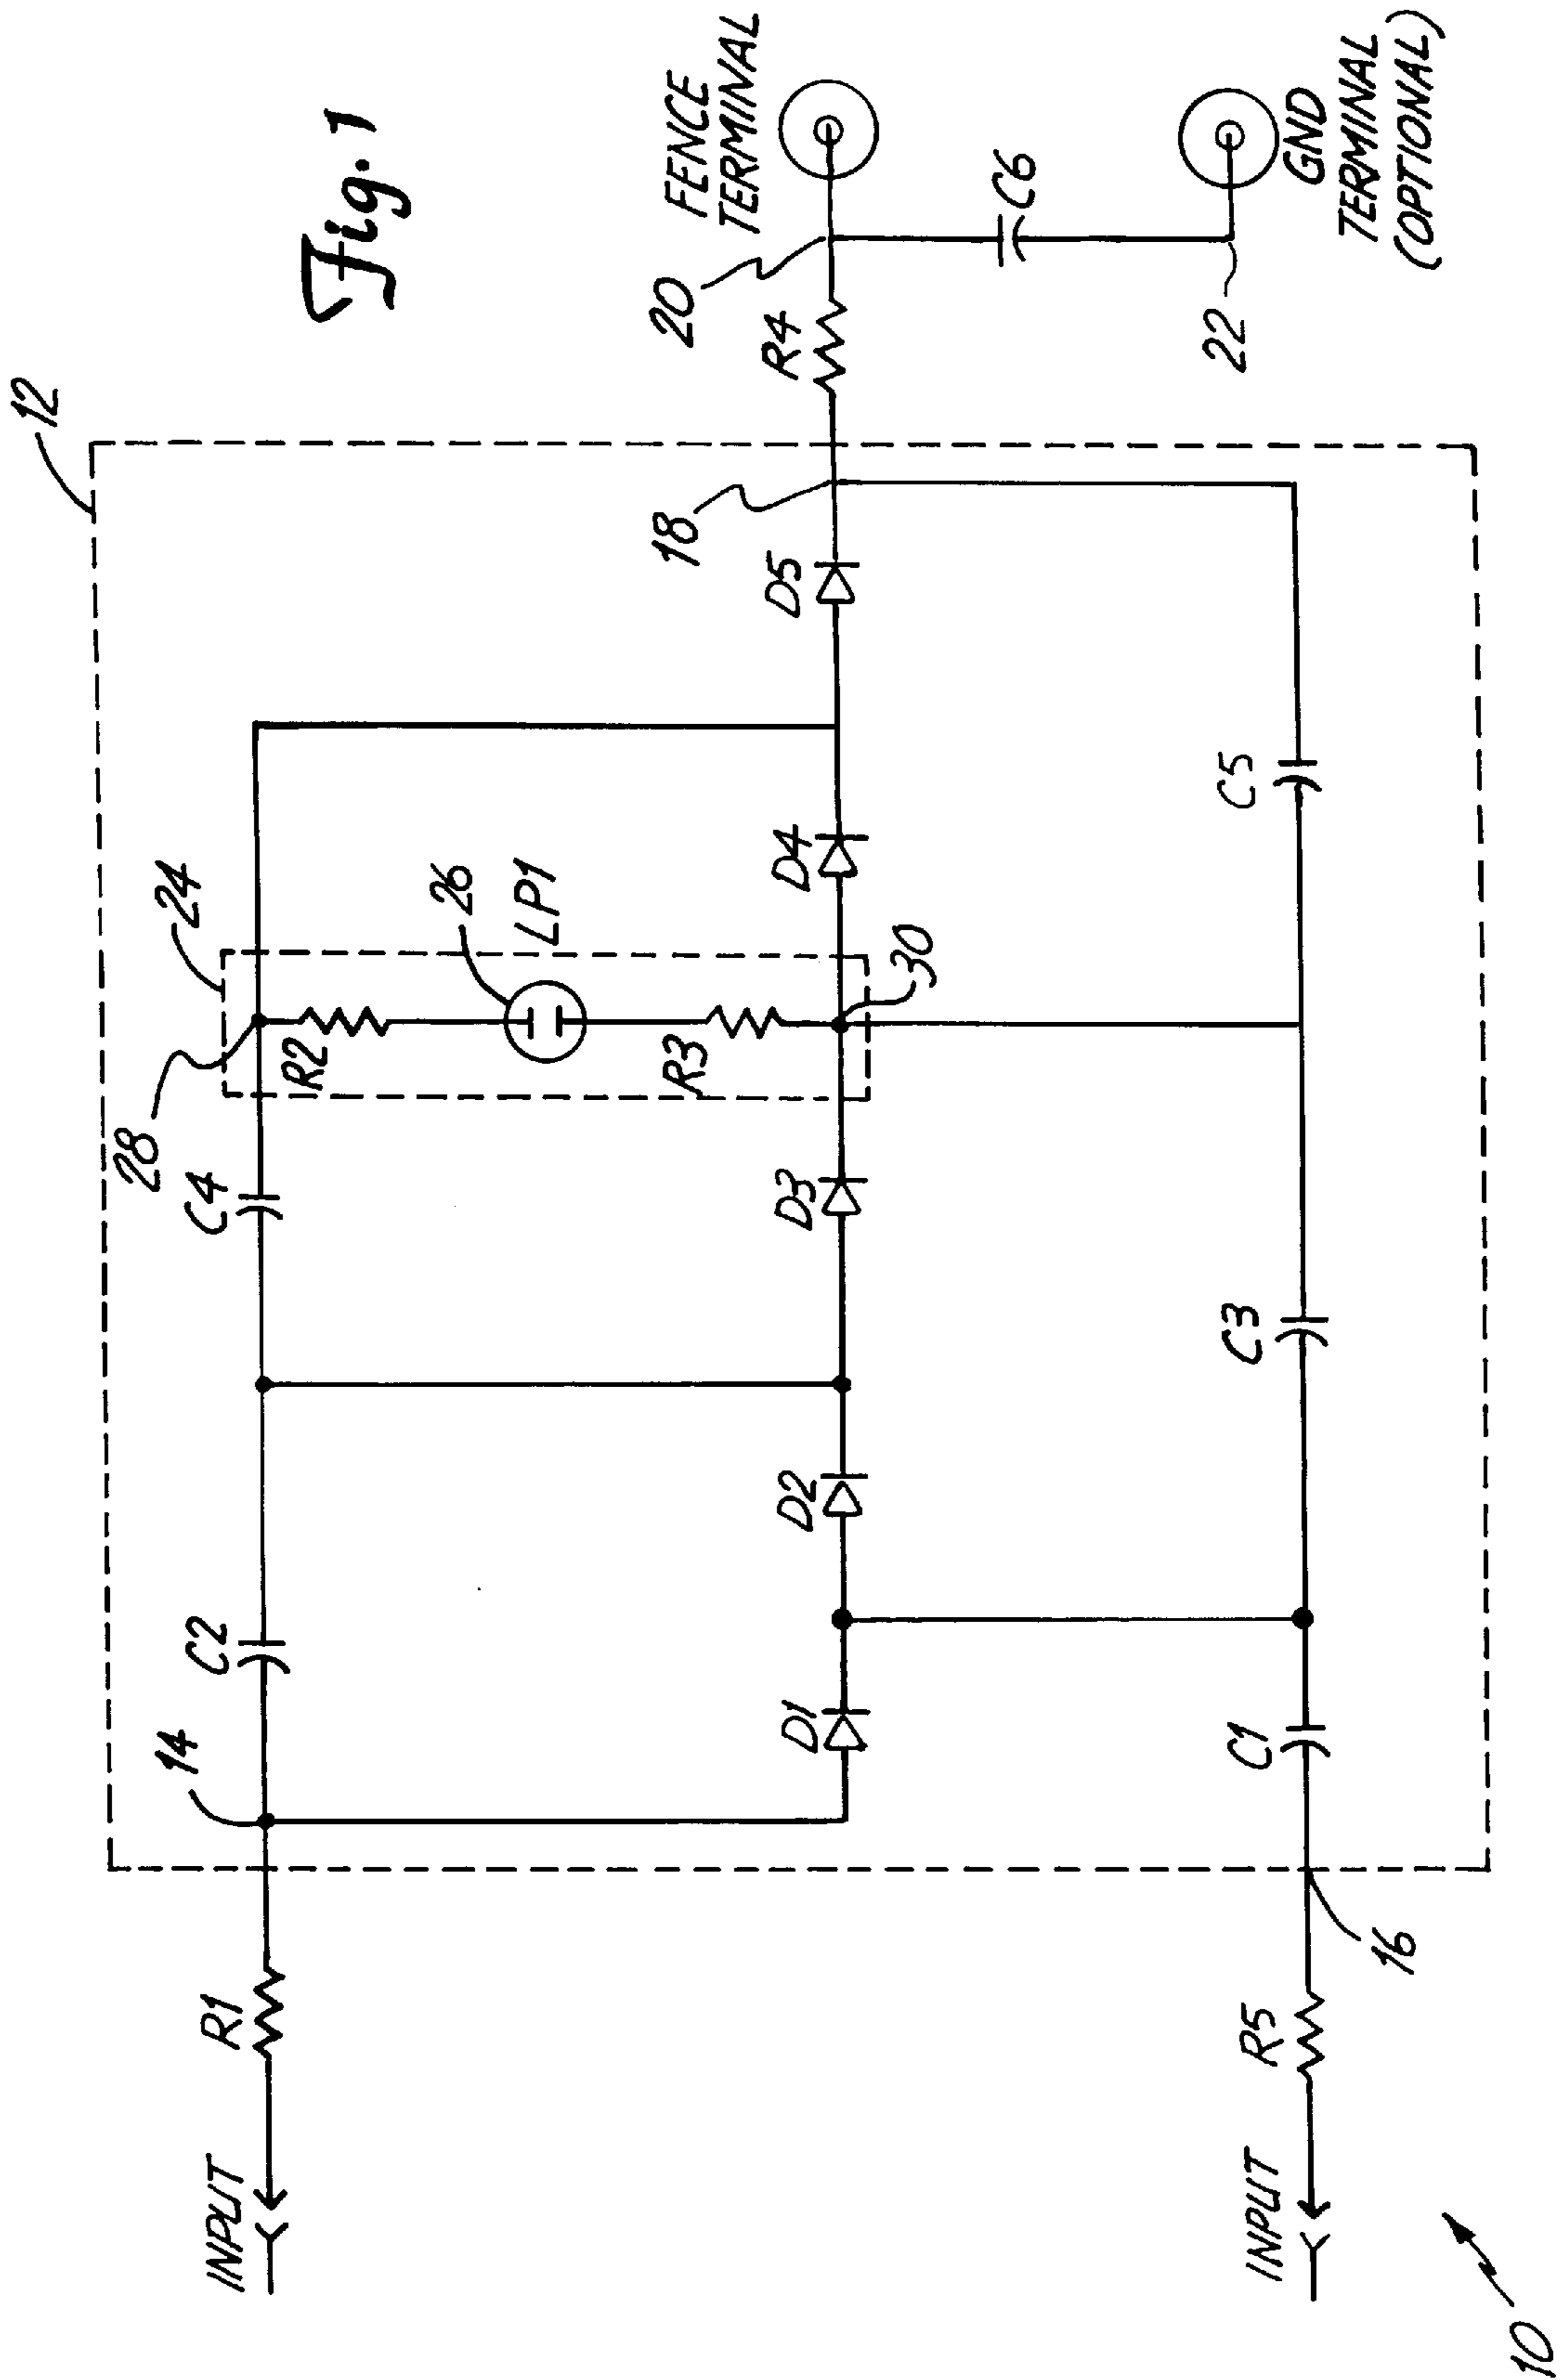 Fig. 1
12
24
28
C4
R2
26
LP1
R3
30
14
C2
R1
INPUT
D1
D2
D3
D4
D5
18
20
R4
FENCE
TERMINAL
C6
22
GND
TERMINAL
(OPTIONAL)
C1
C3
C5
16
R5
INPUT
10